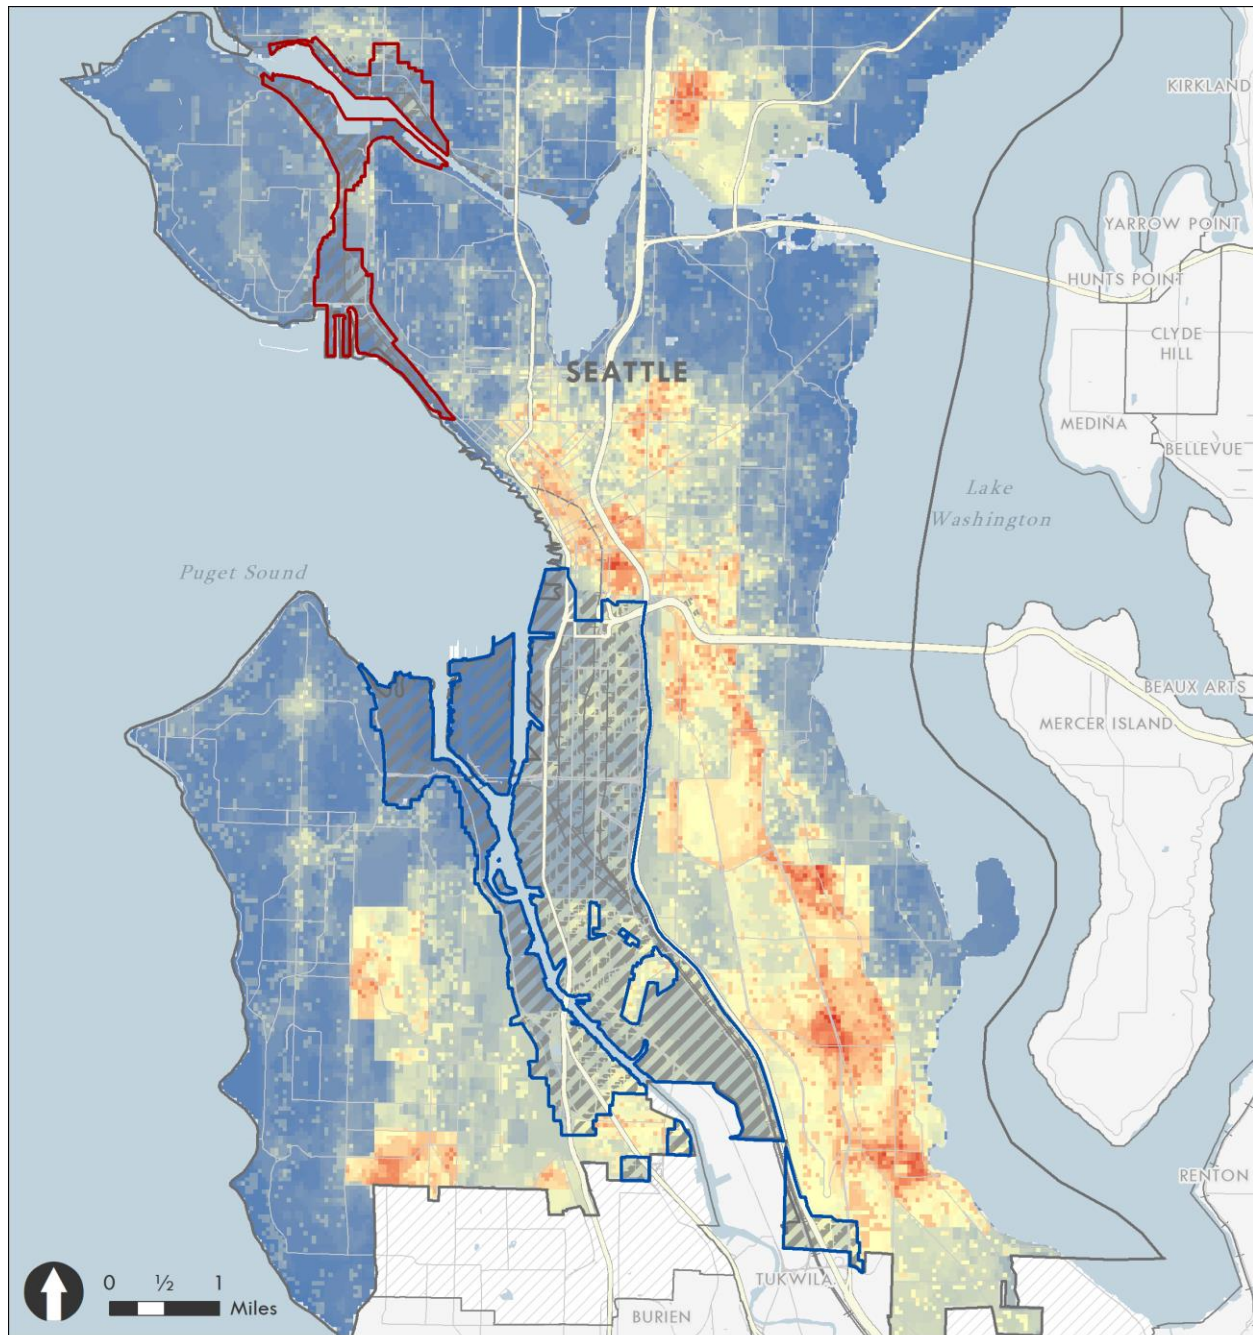 KIRKLAND
YARROW POINT
HUNTS POINT
CLYDE
HILL
SEATTLE
MEDINA
BELLEVUE
Lake
Washington
Puget Sound
BEAUX ARTS
MERCER ISLAND
RENTON
0 ½ 1
Miles
TUKWILA
BURIEN